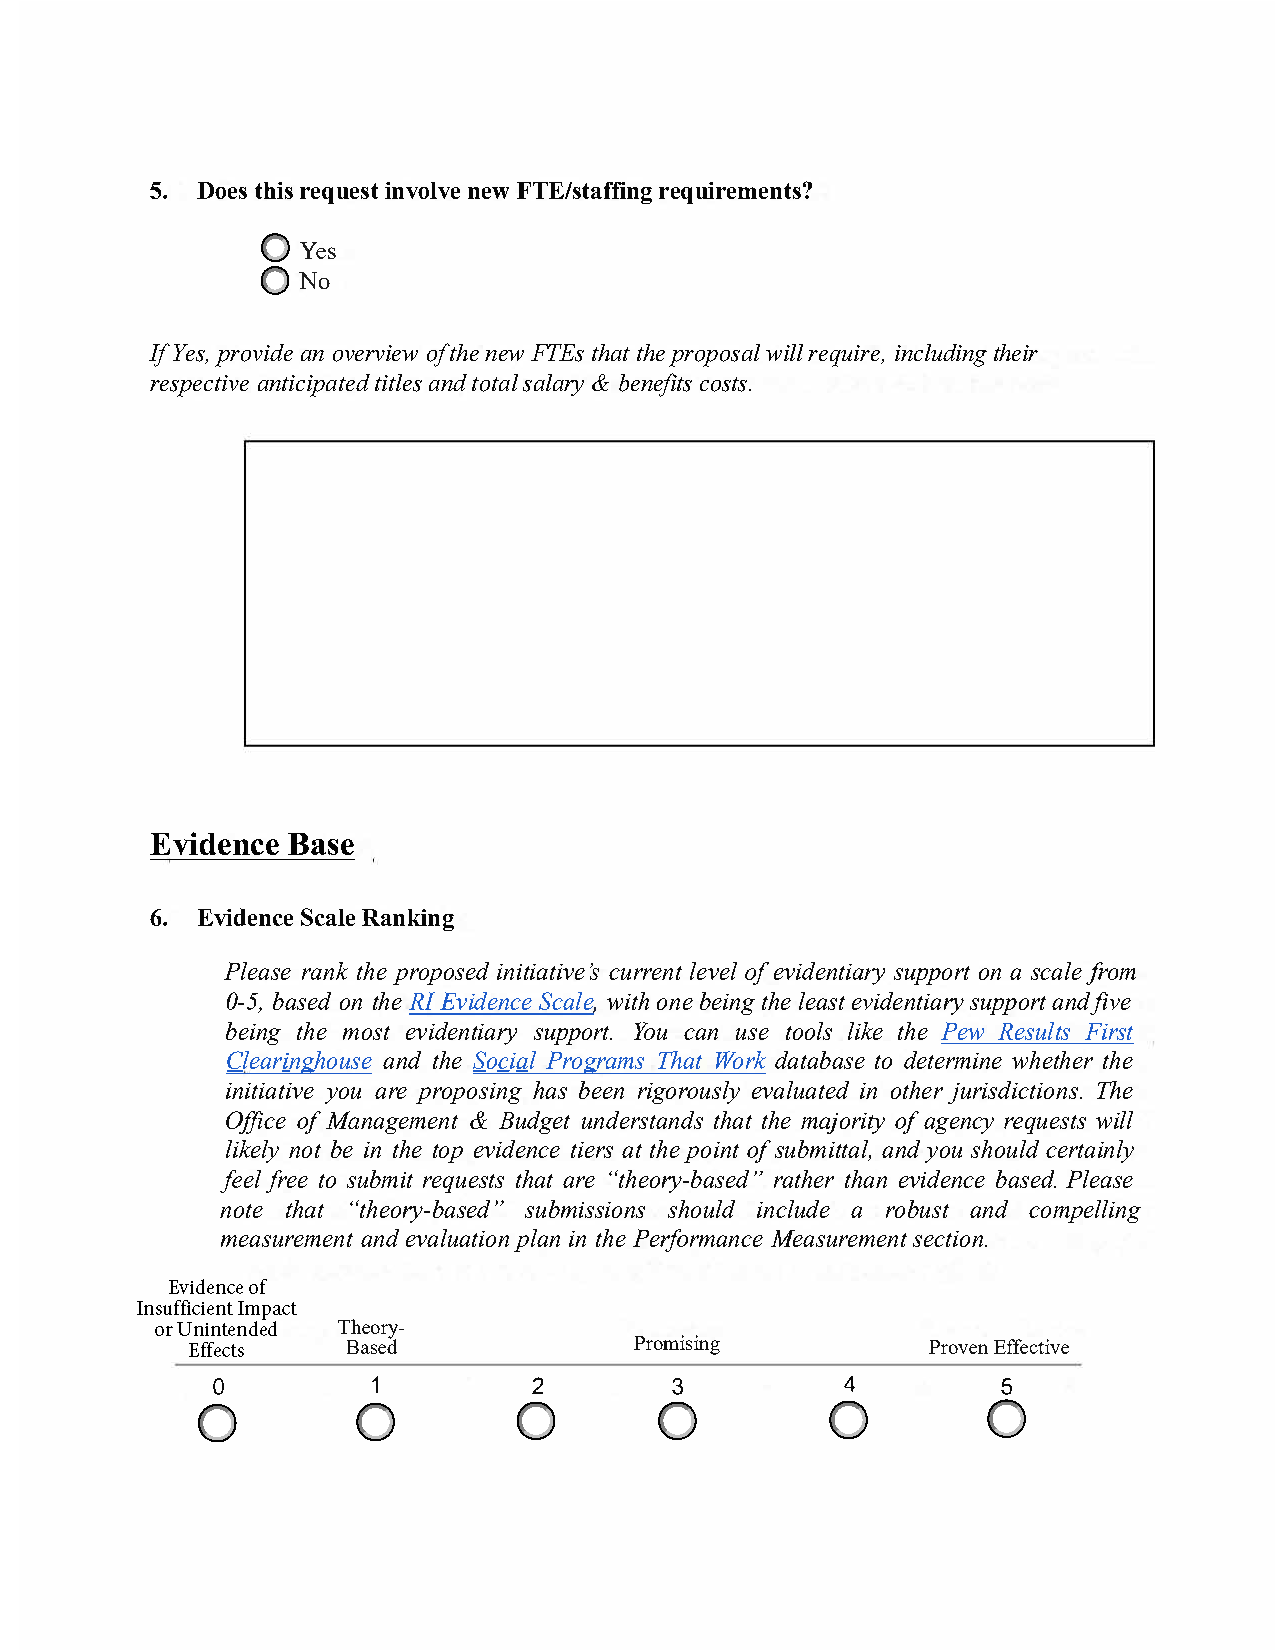 5. Does this request involve new FTE/staffing requirements?
Yes
No
If Yes, provide an overview of the new FTEs that the proposal will require, including their
respective anticipated titles and total salary & benefits costs.
Evidence Base
6. Evidence Scale Ranking
Please rank the proposed initiative’s current level of evidentiary support on a scale from
0-5, based on the RI Evidence Scale, with one being the least evidentiary support and five
being the most evidentiary support. You can use tools like the Pew Results First
Clearinghouse and the Social Programs That Work database to determine whether the
initiative you are proposing has been rigorously evaluated in other jurisdictions. The
Office of Management & Budget understands that the majority of agency requests will
likely not be in the top evidence tiers at the point of submittal, and you should certainly
feel free to submit requests that are “theory-based” rather than evidence based. Please
note that “theory-based” submissions should include a robust and compelling
measurement and evaluation plan in the Performance Measurement section.
Evidence of
Insufficient Impact
or Unintended
Effects
Theory-
Based
Promising
Proven Effective
0 1 2 3 4 5